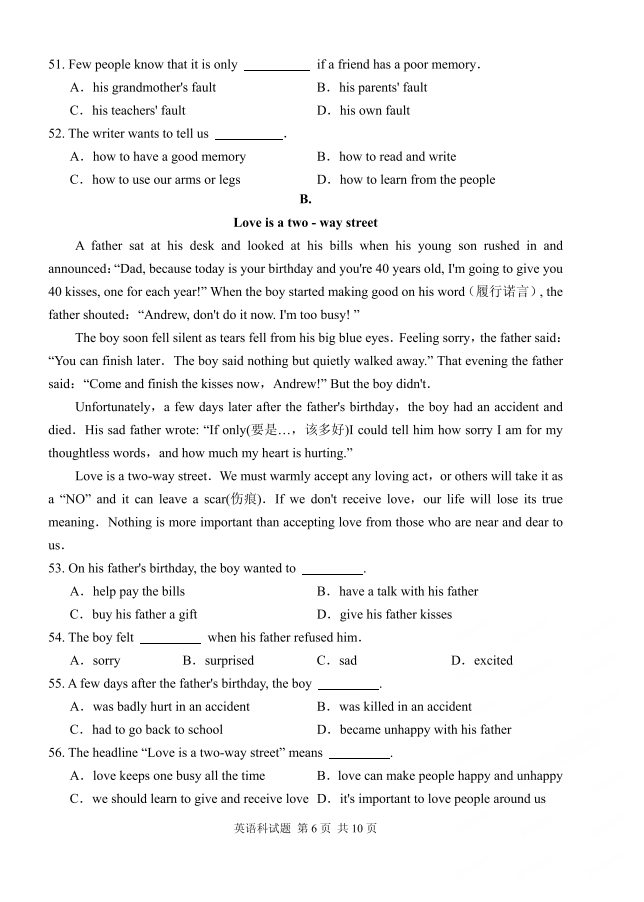 51. Few people know that it is only __________ if a friend has a poor memory.
A. his grandmother's fault B. his parents' fault
C. his teachers' fault D. his own fault
52. The writer wants to tell us __________.
A. how to have a good memory B. how to read and write
C. how to use our arms or legs D. how to learn from the people
B.
Love is a two - way street
A father sat at his desk and looked at his bills when his young son rushed in and
announced: “Dad, because today is your birthday and you're 40 years old, I'm going to give you
40 kisses, one for each year!” When the boy started making good on his word（履行诺言）, the
father shouted: “Andrew, don't do it now. I'm too busy! ”
The boy soon fell silent as tears fell from his big blue eyes. Feeling sorry, the father said:
“You can finish later. The boy said nothing but quietly walked away.” That evening the father
said: “Come and finish the kisses now, Andrew!” But the boy didn't.
Unfortunately, a few days later after the father's birthday, the boy had an accident and
died. His sad father wrote: “If only(要是…，该多好)I could tell him how sorry I am for my
thoughtless words, and how much my heart is hurting.”
Love is a two-way street. We must warmly accept any loving act, or others will take it as
a “NO” and it can leave a scar(伤痕). If we don't receive love, our life will lose its true
meaning. Nothing is more important than accepting love from those who are near and dear to
us.
53. On his father's birthday, the boy wanted to _________.
A. help pay the bills B. have a talk with his father
C. buy his father a gift D. give his father kisses
54. The boy felt _________ when his father refused him.
A. sorry B. surprised C. sad D. excited
55. A few days after the father's birthday, the boy _________.
A. was badly hurt in an accident B. was killed in an accident
C. had to go back to school D. became unhappy with his father
56. The headline “Love is a two-way street” means _________.
A. love keeps one busy all the time B. love can make people happy and unhappy
C. we should learn to give and receive love D. it's important to love people around us
英语科试题 第 6 页 共 10 页